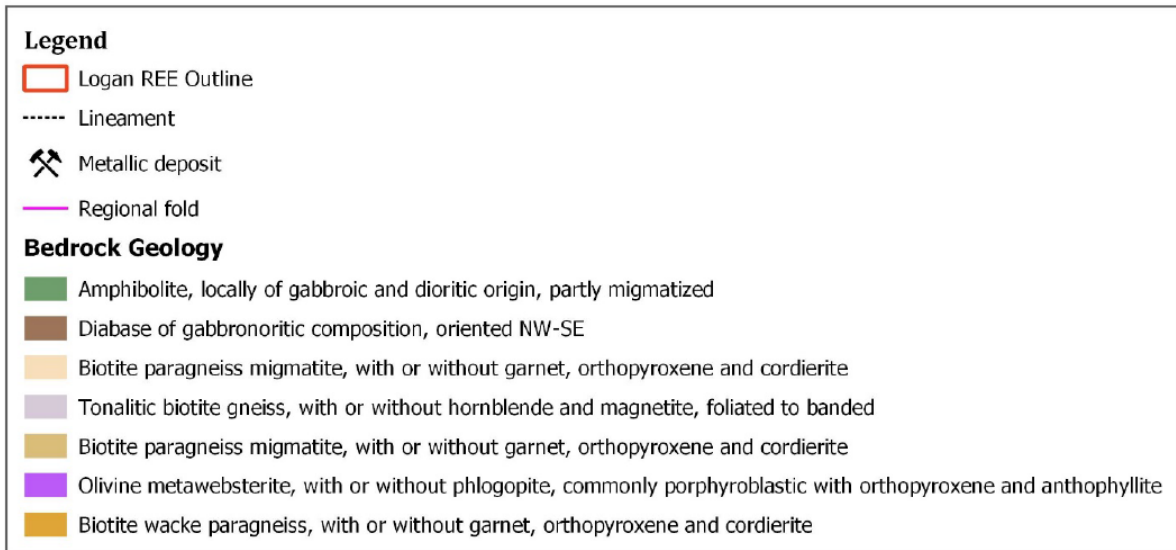 Legend
Logan REE Outline
Lineament
Metallic deposit
Regional fold
Bedrock Geology
Amphibolite, locally of gabbroic and dioritic origin, partly migmatized
Diabase of gabbronoritic composition, oriented NW-SE
Biotite paragneiss migmatite, with or without garnet, orthopyroxene and cordierite
Tonalitic biotite gneiss, with or without hornblende and magnetite, foliated to banded
Biotite paragneiss migmatite, with or without garnet, orthopyroxene and cordierite
Olivine metawebsterite, with or without phlogopite, commonly porphyroblastic with orthopyroxene and anthophyllite
Biotite wacke paragneiss, with or without garnet, orthopyroxene and cordierite